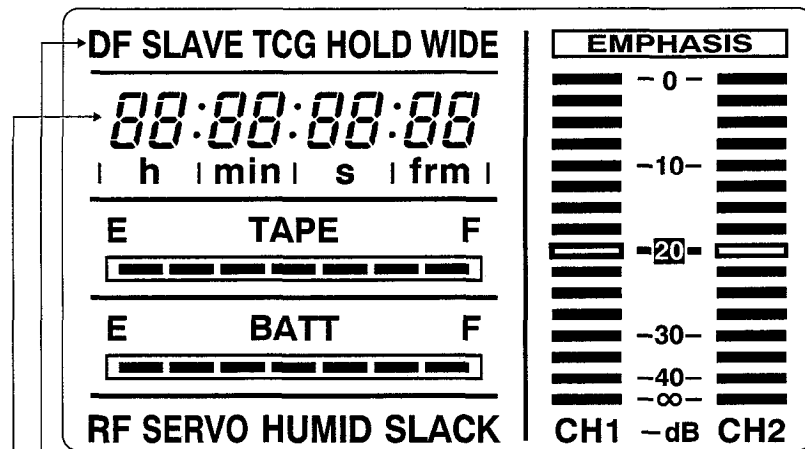 DF SLAVE TCG HOLD WIDE
88:88:88:88
h min s frm
E TAPE F
E BATT F
RF SERVO HUMID SLACK
EMPHASIS
-0-
-10-
-20-
-30-
-40-
-∞-
CH1 -dB CH2